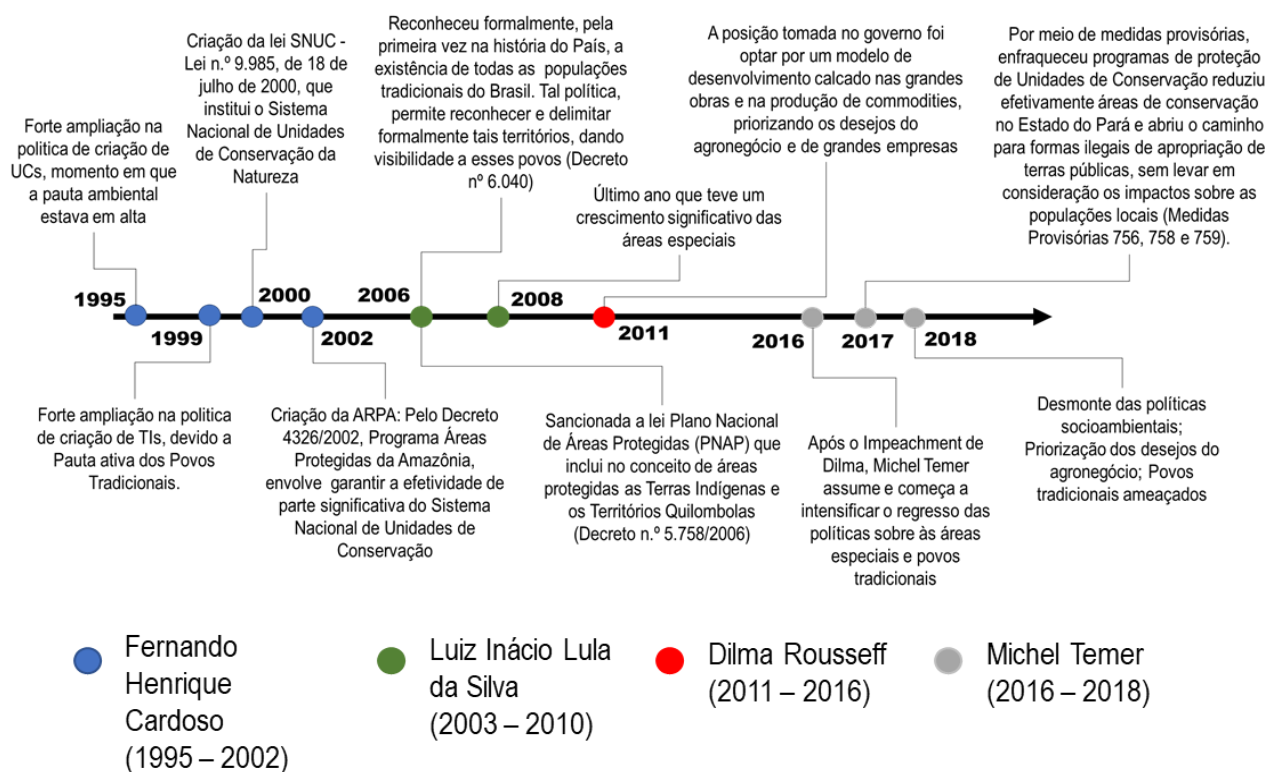 Forte ampliação na
politica de criação de
UCs, momento em que
a pauta ambiental
estava em alta
Criação da lei SNUC -
Lei n.º 9.985, de 18 de
julho de 2000, que
institui o Sistema
Nacional de Unidades
de Conservação da
Natureza
Reconheceu formalmente, pela
primeira vez na história do País, a
existência de todas as populações
tradicionais do Brasil. Tal política,
permite reconhecer e delimitar
formalmente tais territórios, dando
visibilidade a esses povos (Decreto
nº 6.040)
Último ano que teve um
crescimento significativo das
áreas especiais
A posição tomada no governo foi
optar por um modelo de
desenvolvimento calcado nas grandes
obras e na produção de commodities,
priorizando os desejos do
agronegócio e de grandes empresas
Por meio de medidas provisórias,
enfraqueceu programas de proteção
de Unidades de Conservação reduziu
efetivamente áreas de conservação
no Estado do Pará e abriu o caminho
para formas ilegais de apropriação de
terras públicas, sem levar em
consideração os impactos sobre as
populações locais (Medidas
Provisórias 756, 758 e 759).
1995
1999
2000
2002
2006
2008
2011
2016
2017
2018
Forte ampliação na politica
de criação de TIs, devido a
Pauta ativa dos Povos
Tradicionais.
Criação da ARPA: Pelo Decreto
4326/2002, Programa Áreas
Protegidas da Amazônia,
envolve garantir a efetividade de
parte significativa do Sistema
Nacional de Unidades de
Conservação
Sancionada a lei Plano Nacional
de Áreas Protegidas (PNAP) que
inclui no conceito de áreas
protegidas as Terras Indígenas e
os Territórios Quilombolas
(Decreto n.º 5.758/2006)
Após o Impeachment de
Dilma, Michel Temer
assume e começa a
intensificar o regresso das
políticas sobre às áreas
especiais e povos
tradicionais
Desmonte das políticas
socioambientais;
Priorização dos desejos do
agronegócio; Povos
tradicionais ameaçados
Fernando
Henrique
Cardoso
(1995 – 2002)
Luiz Inácio Lula
da Silva
(2003 – 2010)
Dilma Rousseff
(2011 – 2016)
Michel Temer
(2016 – 2018)